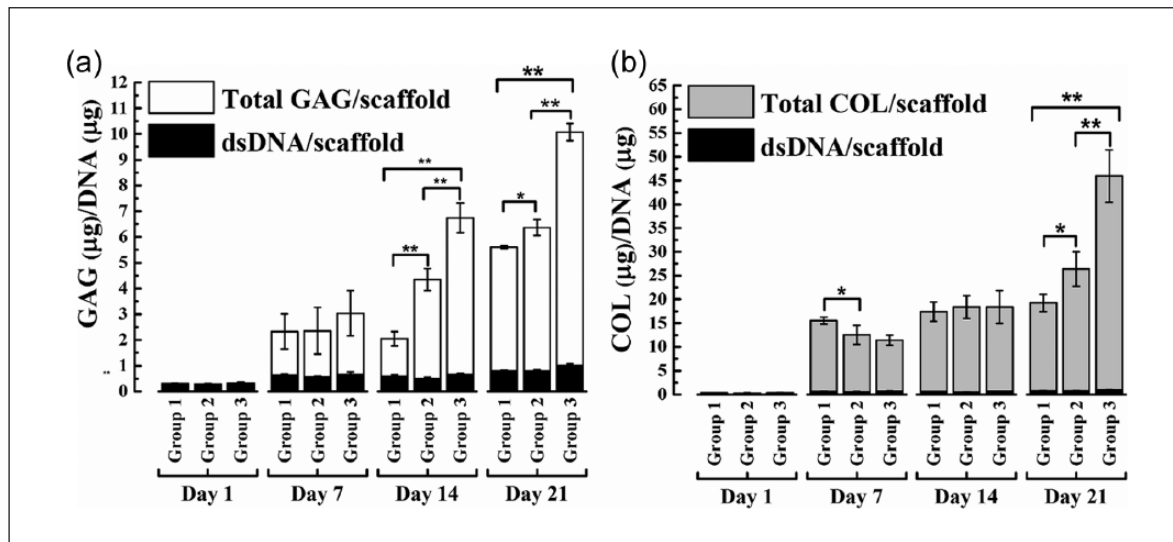 (a)
GAG (µg)/DNA (µg)
12
11
10
9
8
7
6
5
4
3
2
1
0
Total GAG/scaffold
dsDNA/scaffold
**
**
**
**
**
*
Group 1
Group 2
Group 3
Group 1
Group 2
Group 3
Group 1
Group 2
Group 3
Group 1
Group 2
Group 3
Day 1
Day 7
Day 14
Day 21
(b)
COL (µg)/DNA (µg)
65
60
55
50
45
40
35
30
25
20
15
10
5
0
Total COL/scaffold
dsDNA/scaffold
**
**
*
*
Group 1
Group 2
Group 3
Group 1
Group 2
Group 3
Group 1
Group 2
Group 3
Group 1
Group 2
Group 3
Day 1
Day 7
Day 14
Day 21